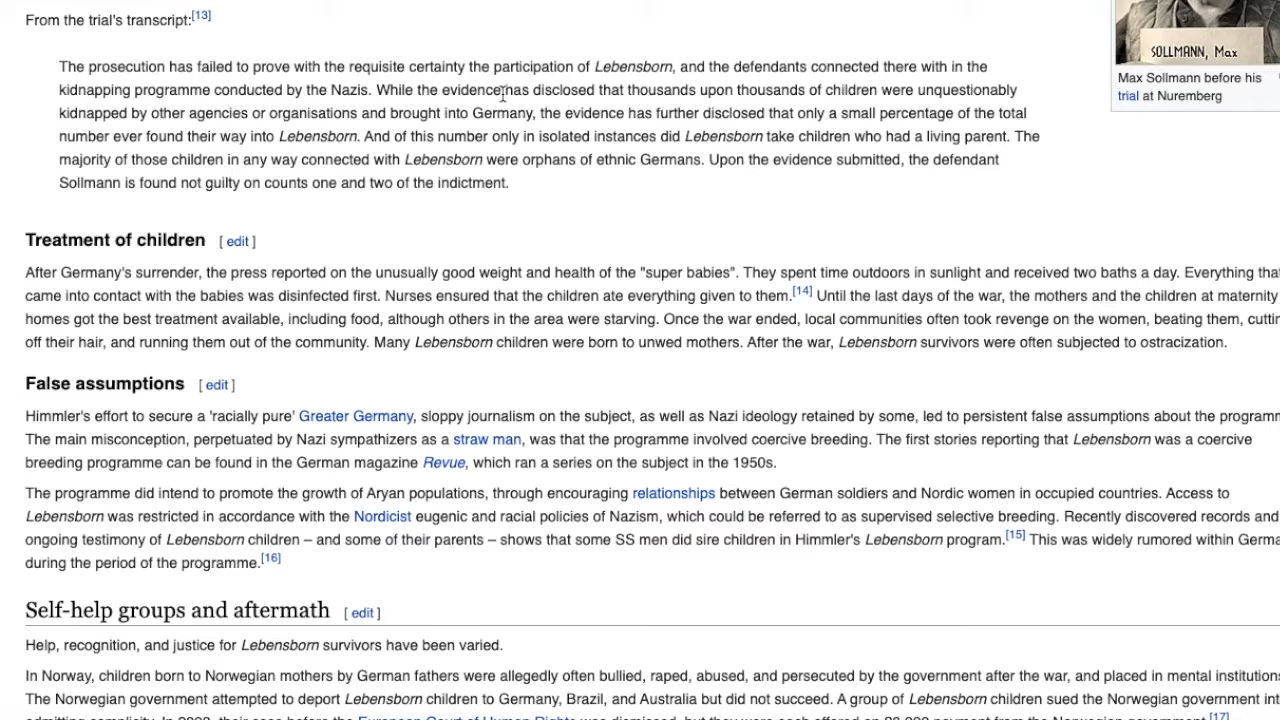 From the trial's transcript:[13]
SOLLMANN, Max
Max Sollmann before his
trial at Nuremberg
The prosecution has failed to prove with the requisite certainty the participation of Lebensborn, and the defendants connected there with in the
kidnapping programme conducted by the Nazis. While the evidence has disclosed that thousands upon thousands of children were unquestionably
kidnapped by other agencies or organisations and brought into Germany, the evidence has further disclosed that only a small percentage of the total
number ever found their way into Lebensborn. And of this number only in isolated instances did Lebensborn take children who had a living parent. The
majority of those children in any way connected with Lebensborn were orphans of ethnic Germans. Upon the evidence submitted, the defendant
Sollmann is found not guilty on counts one and two of the indictment.
Treatment of children [ edit ]
After Germany's surrender, the press reported on the unusually good weight and health of the "super babies". They spent time outdoors in sunlight and received two baths a day. Everything that
came into contact with the babies was disinfected first. Nurses ensured that the children ate everything given to them.[14] Until the last days of the war, the mothers and the children at maternity
homes got the best treatment available, including food, although others in the area were starving. Once the war ended, local communities often took revenge on the women, beating them, cuttin
off their hair, and running them out of the community. Many Lebensborn children were born to unwed mothers. After the war, Lebensborn survivors were often subjected to ostracization.
False assumptions [ edit ]
Himmler's effort to secure a 'racially pure' Greater Germany, sloppy journalism on the subject, as well as Nazi ideology retained by some, led to persistent false assumptions about the programm
The main misconception, perpetuated by Nazi sympathizers as a straw man, was that the programme involved coercive breeding. The first stories reporting that Lebensborn was a coercive
breeding programme can be found in the German magazine Revue, which ran a series on the subject in the 1950s.
The programme did intend to promote the growth of Aryan populations, through encouraging relationships between German soldiers and Nordic women in occupied countries. Access to
Lebensborn was restricted in accordance with the Nordicist eugenic and racial policies of Nazism, which could be referred to as supervised selective breeding. Recently discovered records and
ongoing testimony of Lebensborn children – and some of their parents – shows that some SS men did sire children in Himmler's Lebensborn program.[15] This was widely rumored within Germa
during the period of the programme.[16]
Self-help groups and aftermath [ edit ]
Help, recognition, and justice for Lebensborn survivors have been varied.
In Norway, children born to Norwegian mothers by German fathers were allegedly often bullied, raped, abused, and persecuted by the government after the war, and placed in mental institutions
The Norwegian government attempted to deport Lebensborn children to Germany, Brazil, and Australia but did not succeed. A group of Lebensborn children sued the Norwegian government int
European Court of Human Rights [17]